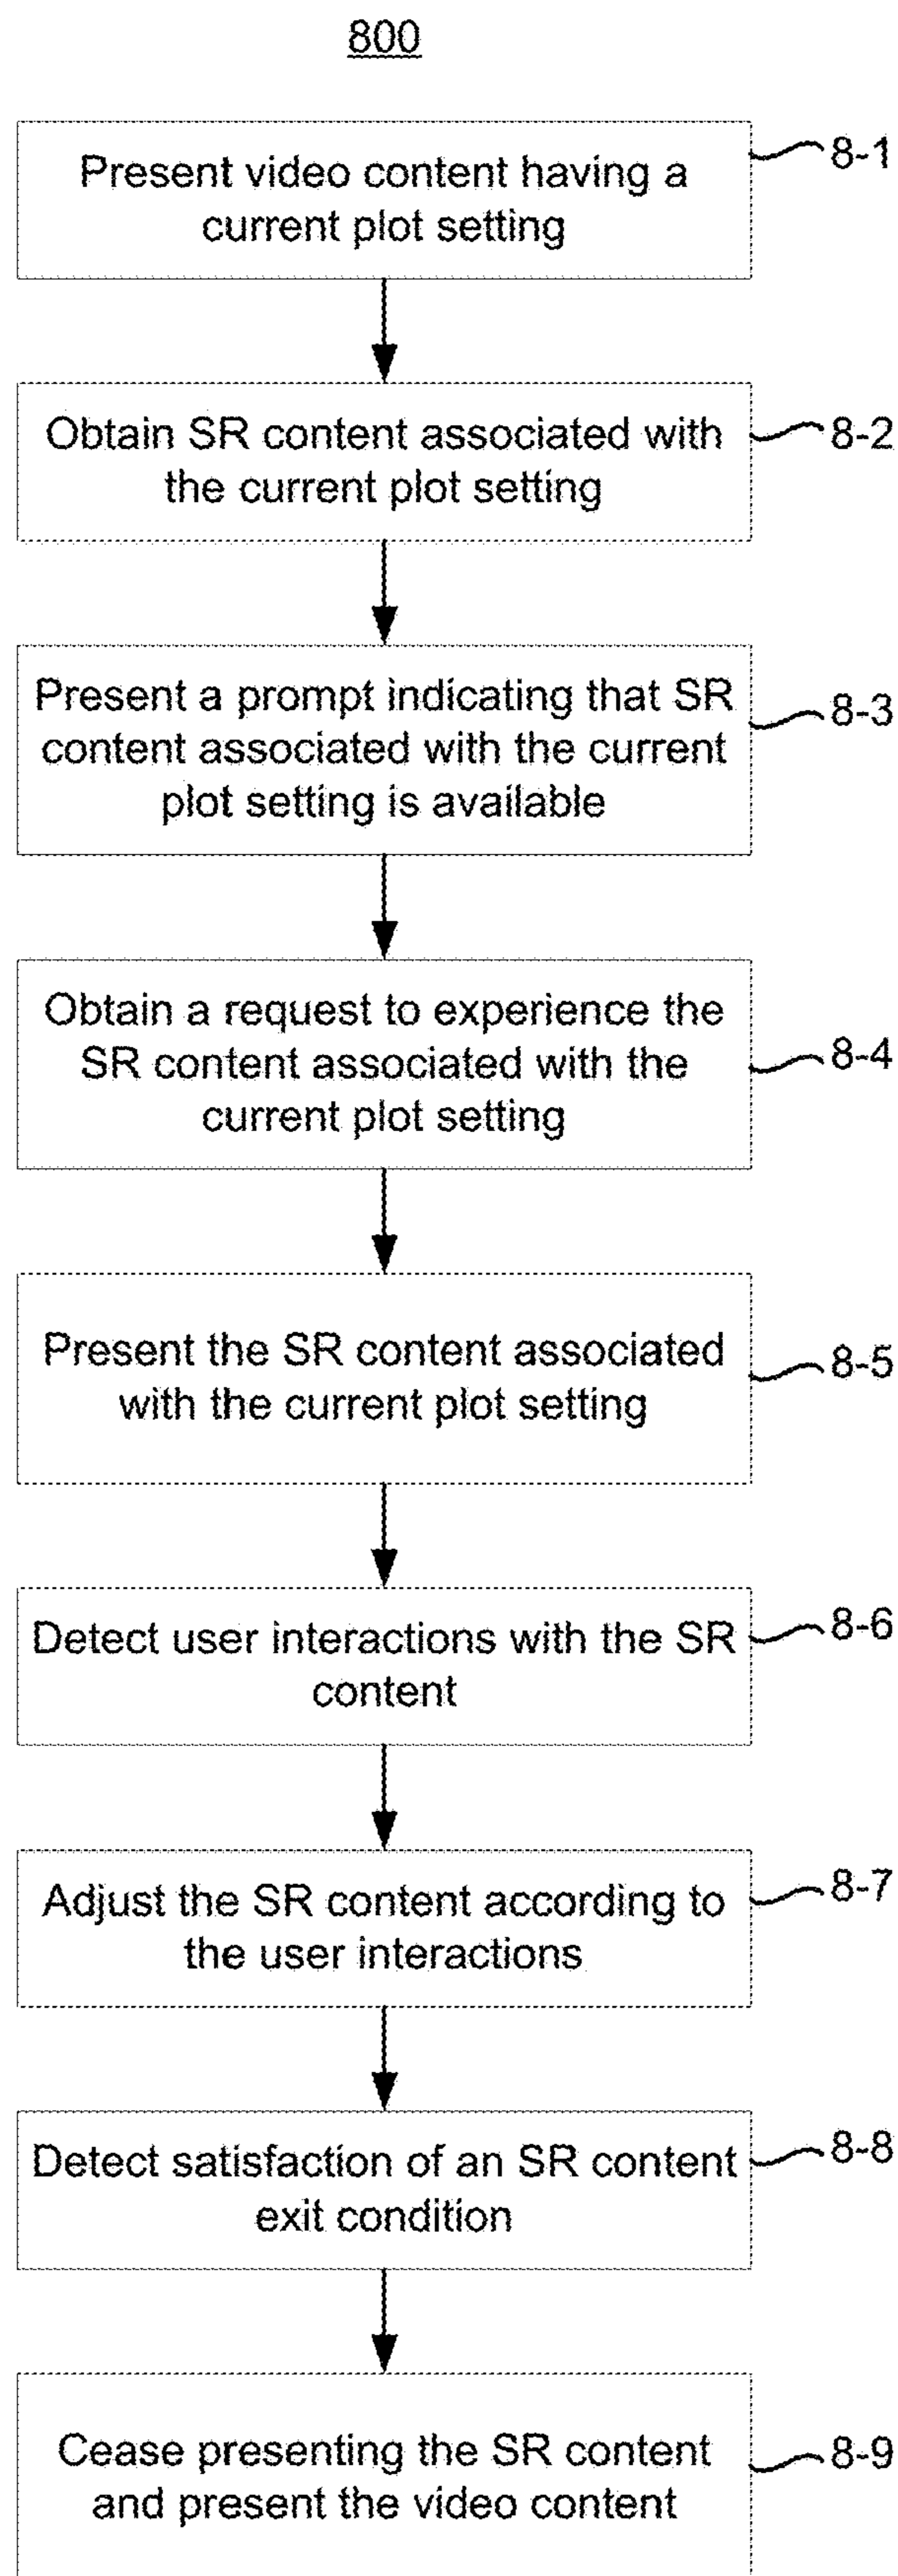 800
Present video content having a
current plot setting
8-1
Obtain SR content associated with
the current plot setting
8-2
Present a prompt indicating that SR
content associated with the current
plot setting is available
8-3
Obtain a request to experience the
SR content associated with the
current plot setting
8-4
Present the SR content associated
with the current plot setting
8-5
Detect user interactions with the SR
content
8-6
Adjust the SR content according to
the user interactions
8-7
Detect satisfaction of an SR content
exit condition
8-8
Cease presenting the SR content
and present the video content
8-9